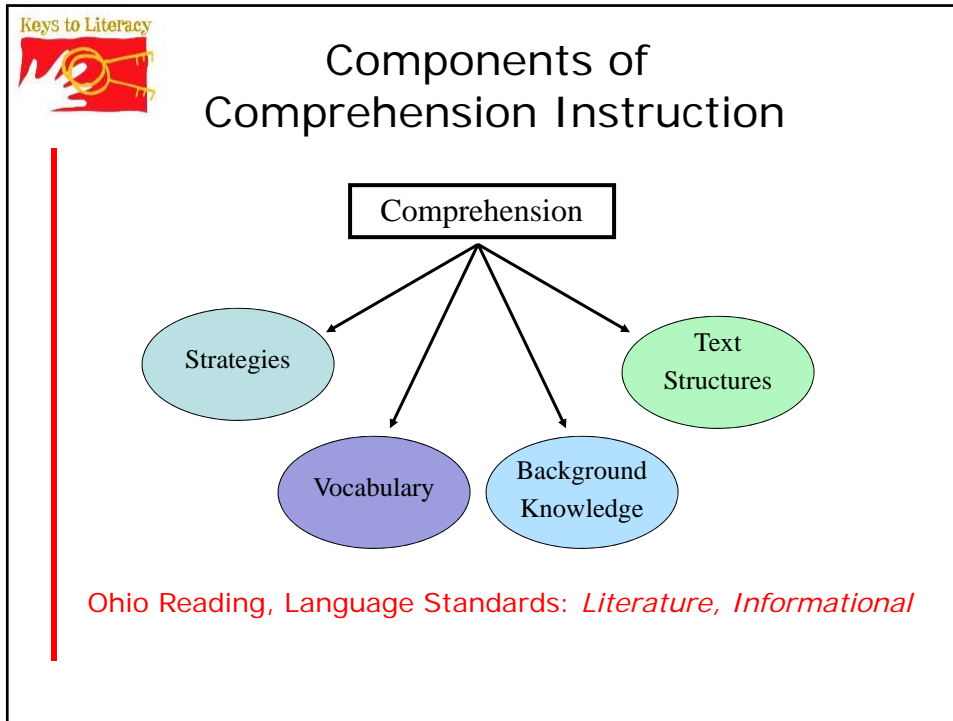 Keys to Literacy
Components of
Comprehension Instruction
Comprehension
Strategies
Text
Structures
Vocabulary
Background
Knowledge
Ohio Reading, Language Standards: Literature, Informational